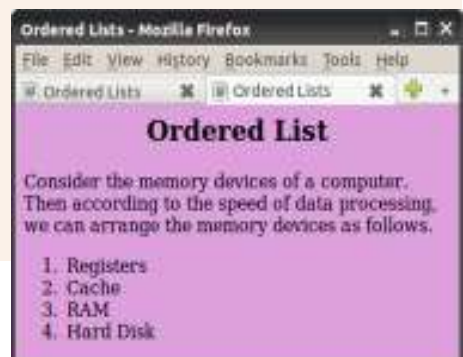 Ordered Lists - Mozilla Firefox
File Edit View History Bookmarks Tools Help
Ordered Lists Ordered Lists
Ordered List
Consider the memory devices of a computer.
Then according to the speed of data processing,
we can arrange the memory devices as follows.
1. Registers
2. Cache
3. RAM
4. Hard Disk